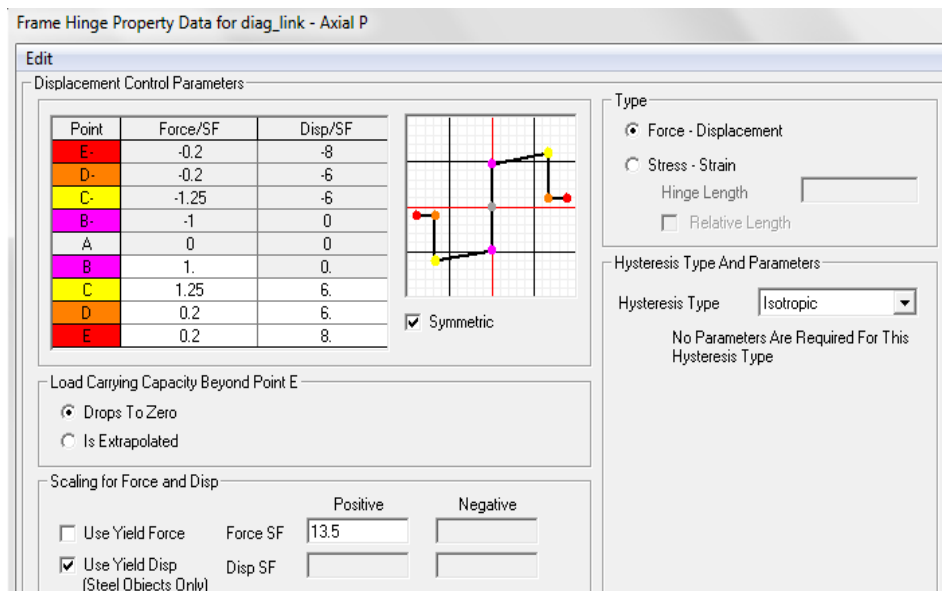 Frame Hinge Property Data for diag_link - Axial P
Edit
Displacement Control Parameters
Point Force/SF Disp/SF
E- -0.2 -8
D- -0.2 -6
C- -1.25 -6
B- -1 0
A 0 0
B 1. 0.
C 1.25 6.
D 0.2 6.
E 0.2 8.
Symmetric
Load Carrying Capacity Beyond Point E
Drops To Zero
Is Extrapolated
Scaling for Force and Disp
Positive Negative
Use Yield Force Force SF 13.5
Use Yield Disp Disp SF
(Steel Objects Only)
Type
Force - Displacement
Stress - Strain
Hinge Length
Relative Length
Hysteresis Type And Parameters
Hysteresis Type Isotropic
No Parameters Are Required For This
Hysteresis Type